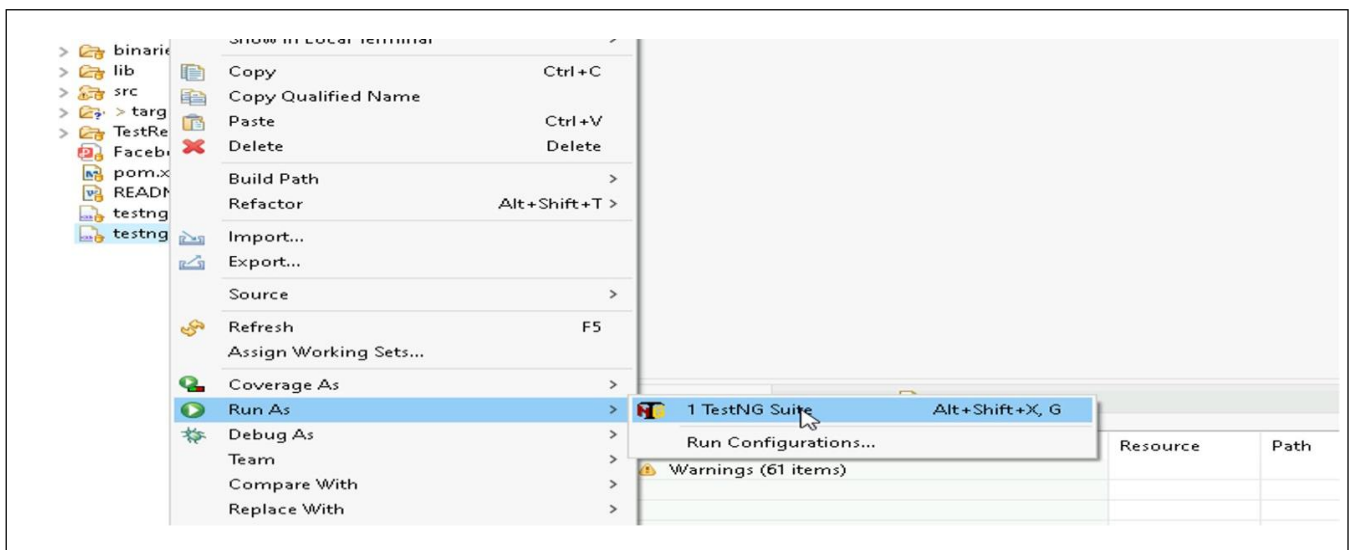 binarie
Show in Local Terminal >
> lib
Copy Ctrl+C
> src
Copy Qualified Name
> > targ
Paste Ctrl+V
> TestRe
Delete Delete
Faceb
pom.x
Build Path >
READM
Refactor Alt+Shift+T >
testng
testng
Import...
Export...
Source >
Refresh F5
Assign Working Sets...
Coverage As >
Run As >
1 TestNG Suite Alt+Shift+X, G
Debug As >
Run Configurations...
Resource Path
Team >
Warnings (61 items)
Compare With >
Replace With >